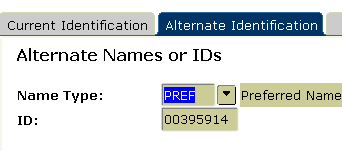 Current Identification Alternate Identification
Alternate Names or IDs
Name Type: PREF Preferred Name
ID: 00395914